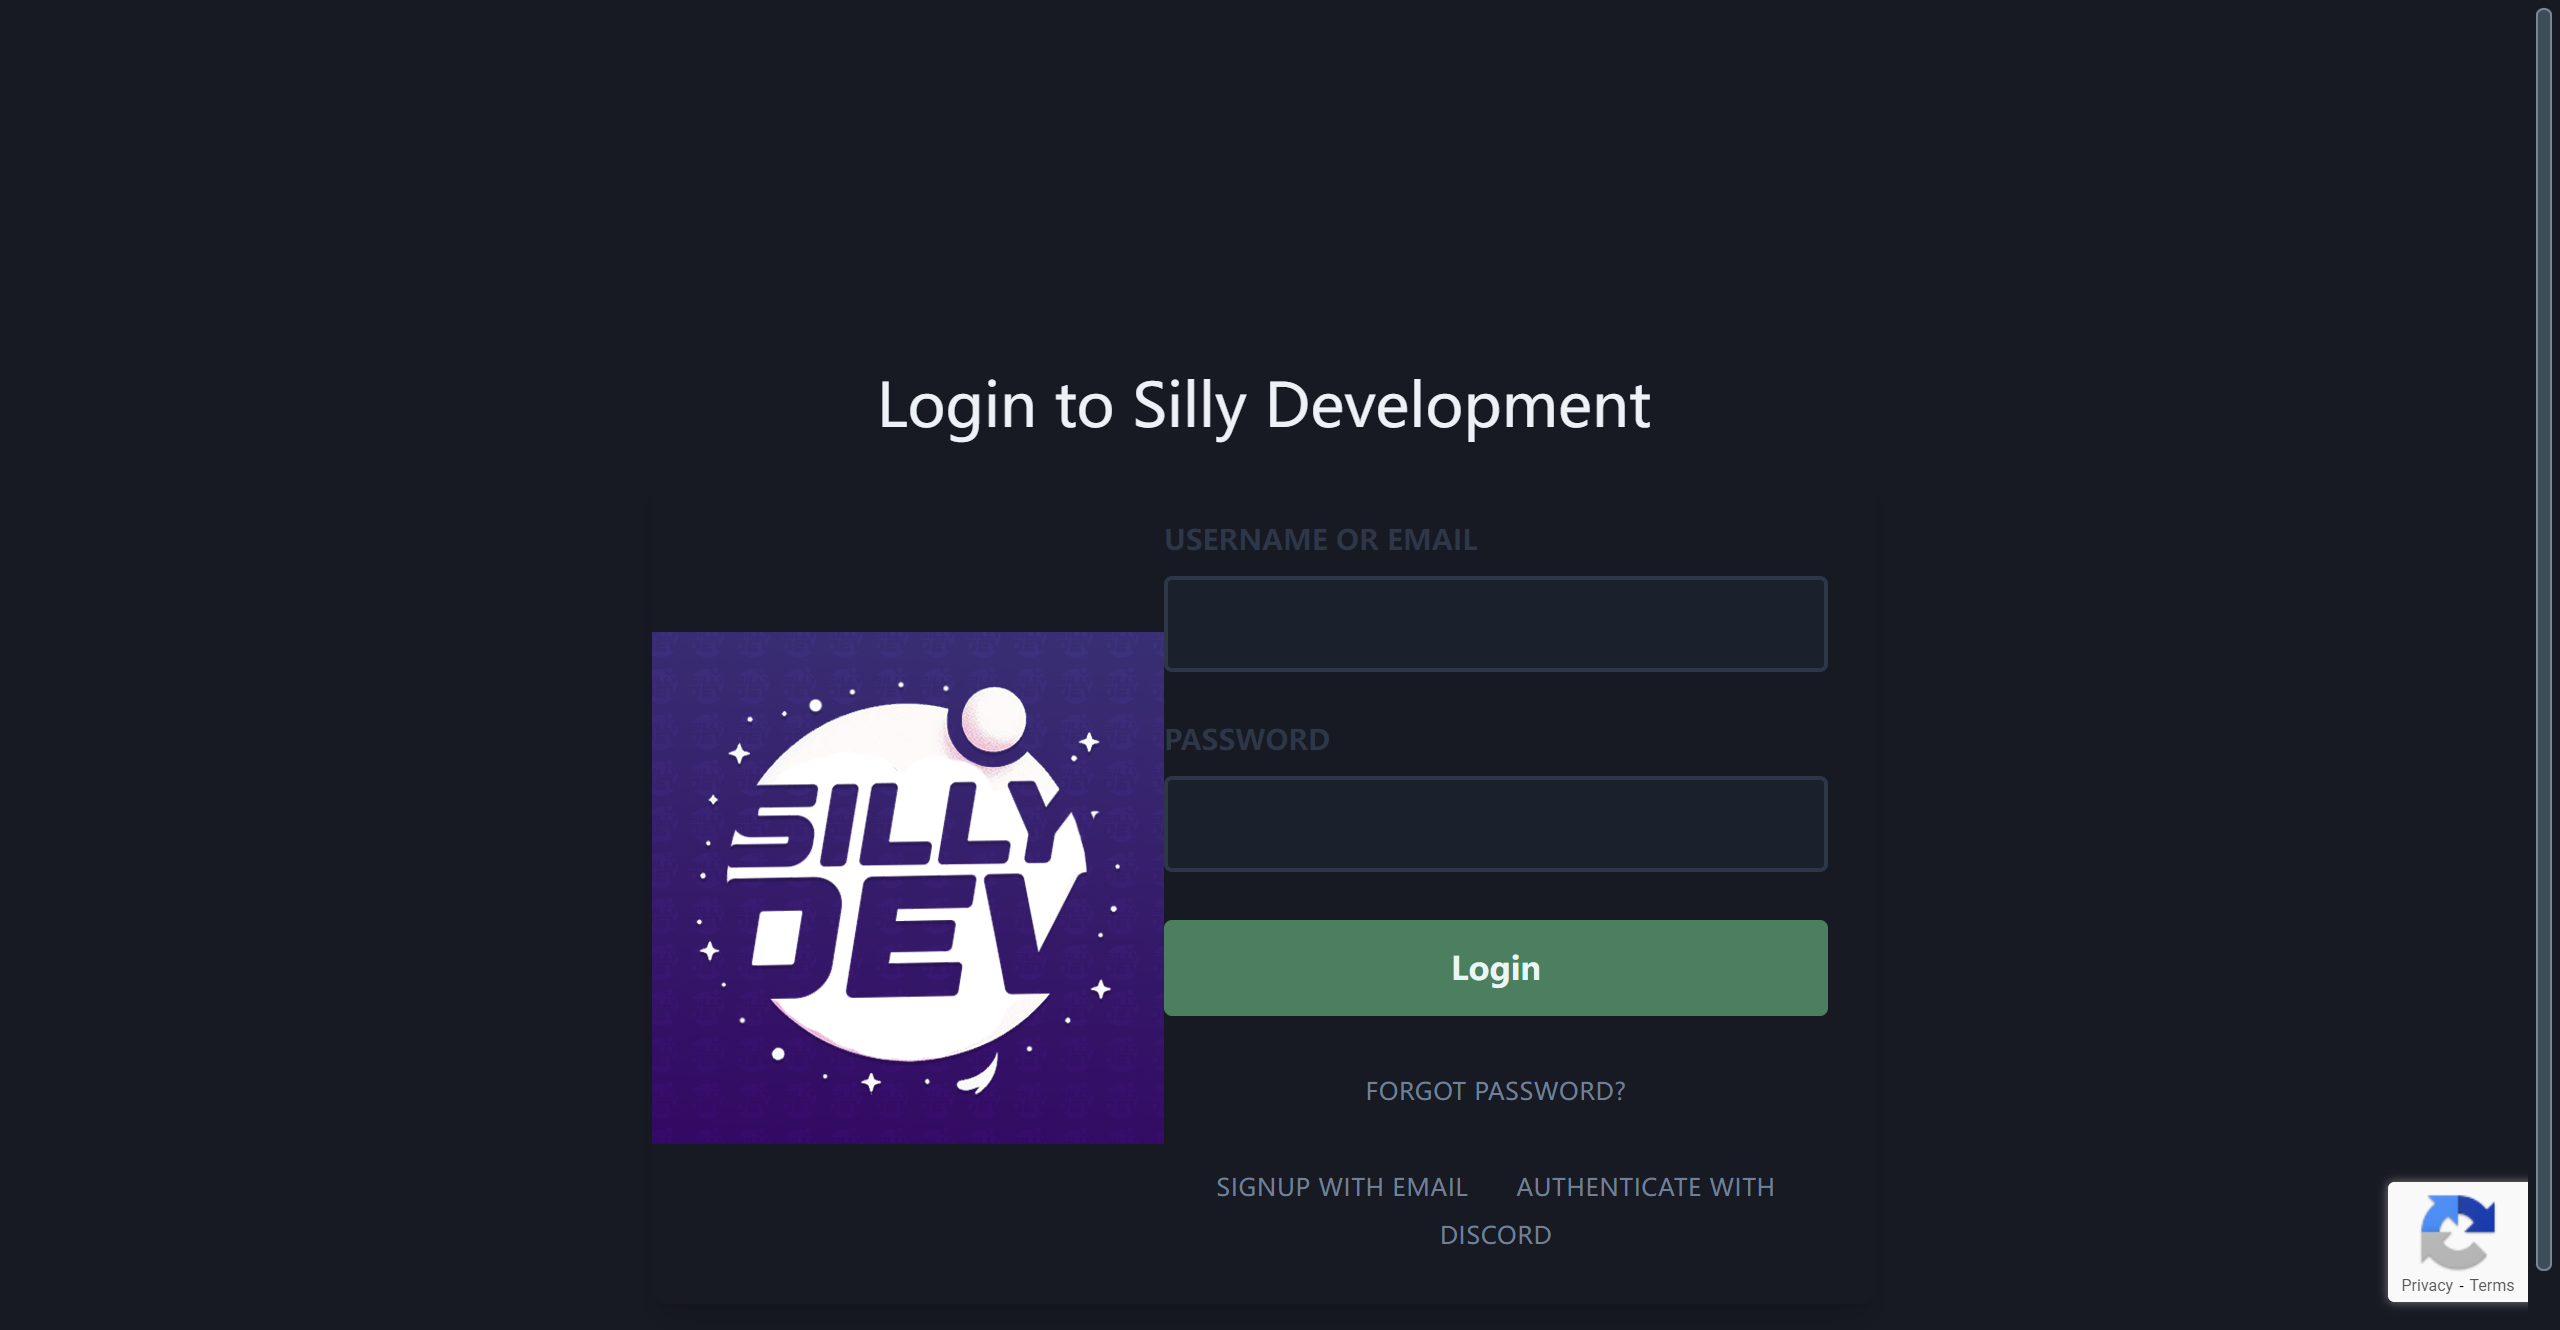 Login to Silly Development
USERNAME OR EMAIL
SILLY
DEV
PASSWORD
Login
FORGOT PASSWORD?
SIGNUP WITH EMAIL AUTHENTICATE WITH
DISCORD
Privacy - Terms